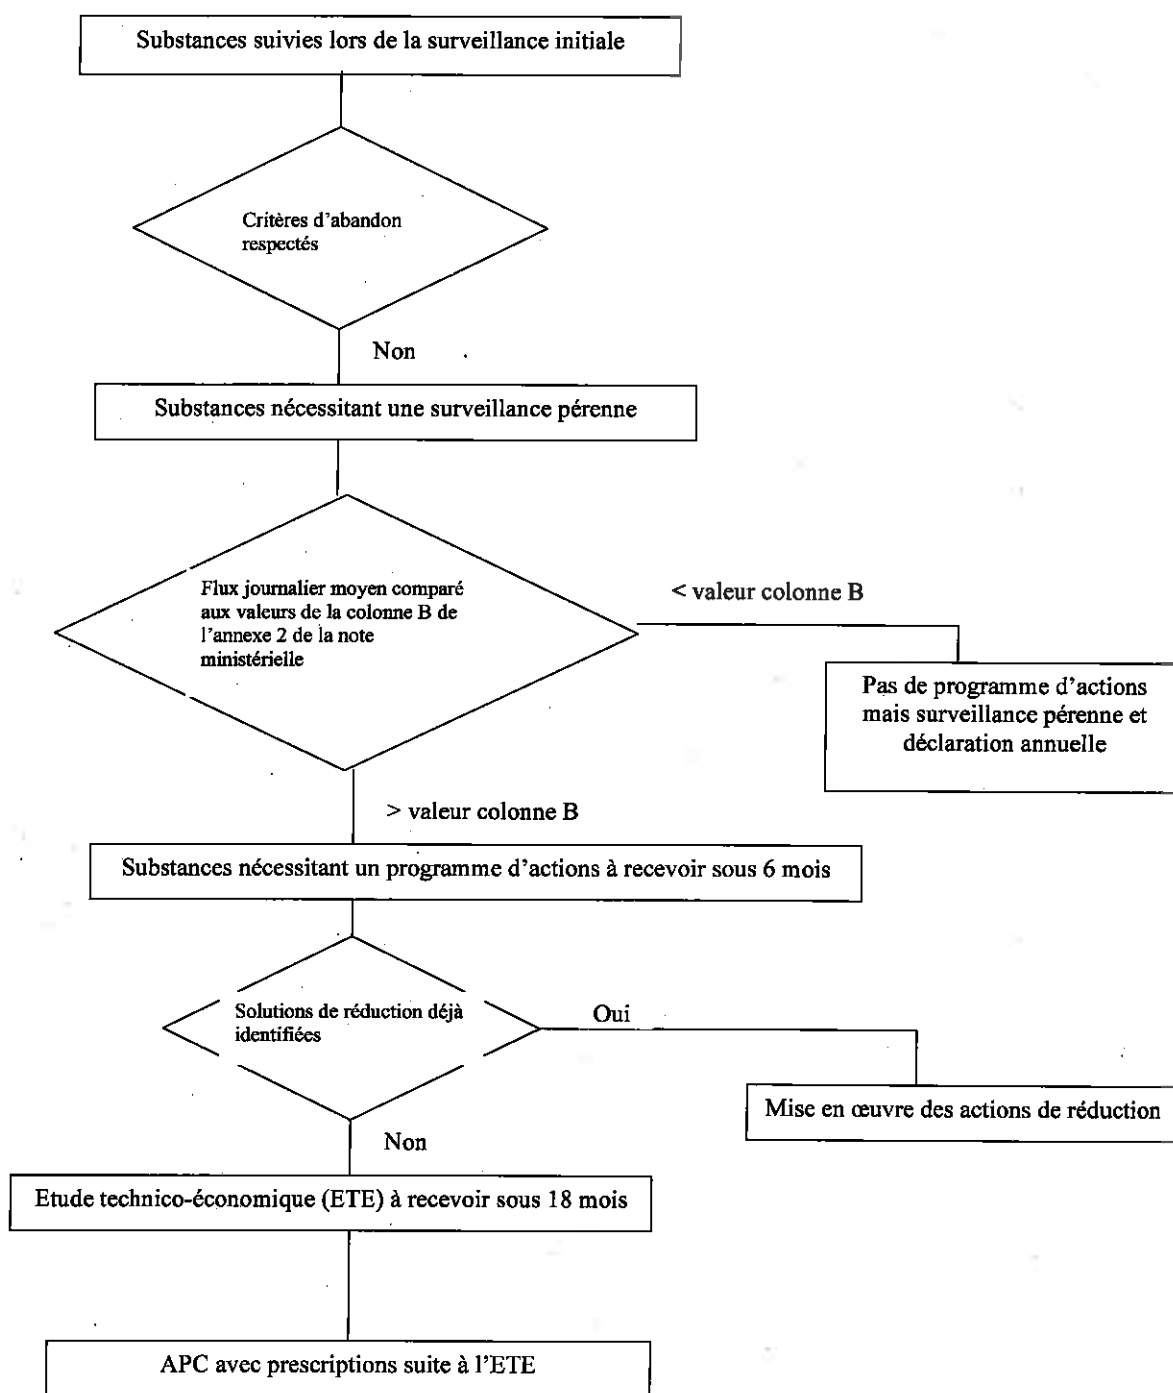 Substances suivies lors de la surveillance initiale
Critères d'abandon
respectés
Non
Substances nécessitant une surveillance pérenne
Flux journalier moyen comparé
aux valeurs de la colonne B de
l'annexe 2 de la note
ministérielle
< valeur colonne B
Pas de programme d'actions
mais surveillance pérenne et
déclaration annuelle
> valeur colonne B
Substances nécessitant un programme d'actions à recevoir sous 6 mois
Solutions de réduction déjà
identifiées
Oui
Mise en œuvre des actions de réduction
Non
Etude technico-économique (ETE) à recevoir sous 18 mois
APC avec prescriptions suite à l'ETE